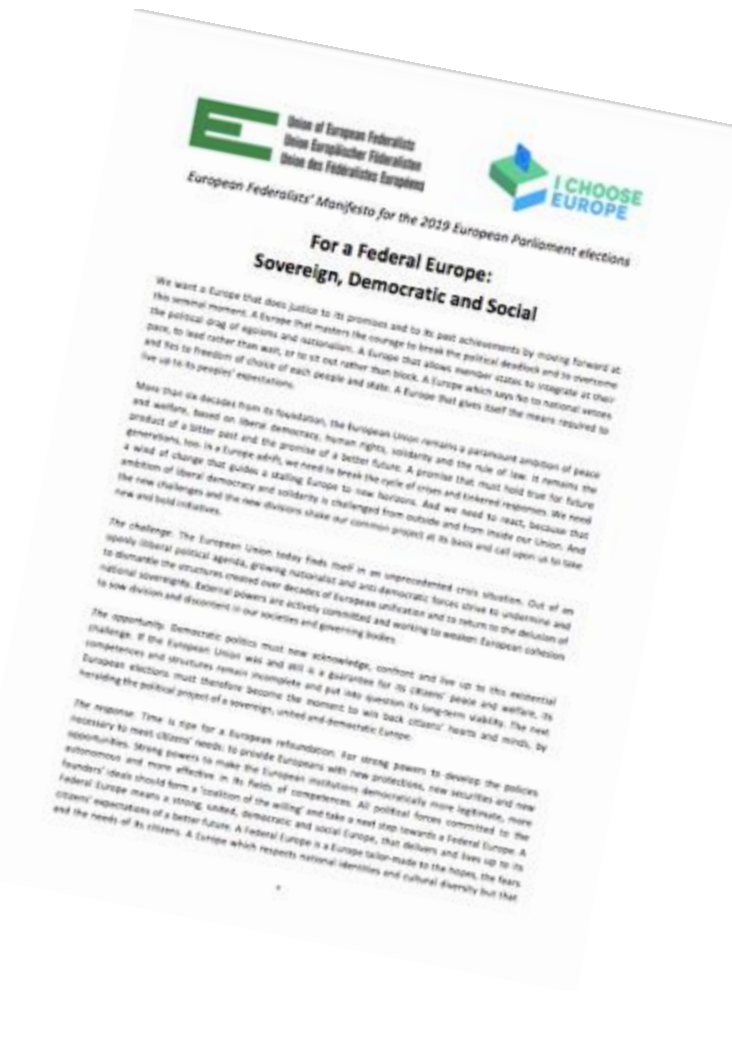 Union of European Federalists
Union Europäischer Föderalisten
Union des Fédéralistes Européens
I CHOOSE
EUROPE
European Federalists' Manifesto for the 2019 European Parliament elections
For a Federal Europe:
Sovereign, Democratic and Social
We want a Europe that does justice to its promises and to its past achievements by moving forward at
this seminal moment. A Europe that masters the courage to break the political deadlock and to overcome
the political drag of egoisms and nationalism. A Europe that allows member states to integrate at their
pace, to lead rather than wait, or to sit out rather than block. A Europe which says No to national vetoes
and Yes to freedom of choice of each people and state. A Europe that gives itself the means required to
live up to its peoples' expectations.
More than six decades from its foundation, the European Union remains a paramount ambition of peace
and welfare, based on liberal democracy, human rights, solidarity and the rule of law. It remains the
product of a bitter past and the promise of a better future. A promise that must hold true for future
generations, too. In a Europe adrift, we need to break the cycle of crises and tinkered responses. We need
a wind of change that guides a stalling Europe to new horizons. And we need to react, because that
ambition of liberal democracy and solidarity is challenged from outside and from inside our Union. And
the new challenges and the new divisions shake our common project at its basis and call upon us to take
new and bold initiatives.
The challenge. The European Union today finds itself in an unprecedented crisis situation. Out of an
openly illiberal political agenda, growing nationalist and anti-democratic forces strive to undermine and
to dismantle the structures created over decades of European unification and to return to the delusion of
national sovereignty. External powers are actively committed and working to weaken European cohesion
to sow division and discontent in our societies and governing bodies.
The opportunity. Democratic politics must now acknowledge, confront and live up to this existential
challenge. If the European Union was and still is a guarantee for its citizens' peace and welfare, its
competences and structures remain incomplete and put into question its long-term viability. The next
European elections must therefore become the moment to win back citizens' hearts and minds, by
heralding the political project of a sovereign, united and democratic Europe.
The response. Time is ripe for a European refoundation. For strong powers to develop the policies
necessary to meet citizens' needs: to provide Europeans with new protections, new securities and new
opportunities. Strong powers to make the European institutions democratically more legitimate, more
autonomous and more effective in its fields of competences. All political forces committed to the
founders' ideals should form a 'coalition of the willing' and take a next step towards a Federal Europe. A
Federal Europe means a strong, united, democratic and social Europe, that delivers and lives up to its
citizens' expectations of a better future. A Federal Europe is a Europe tailor-made to the hopes, the fears
and the needs of its citizens. A Europe which respects national identities and cultural diversity but that